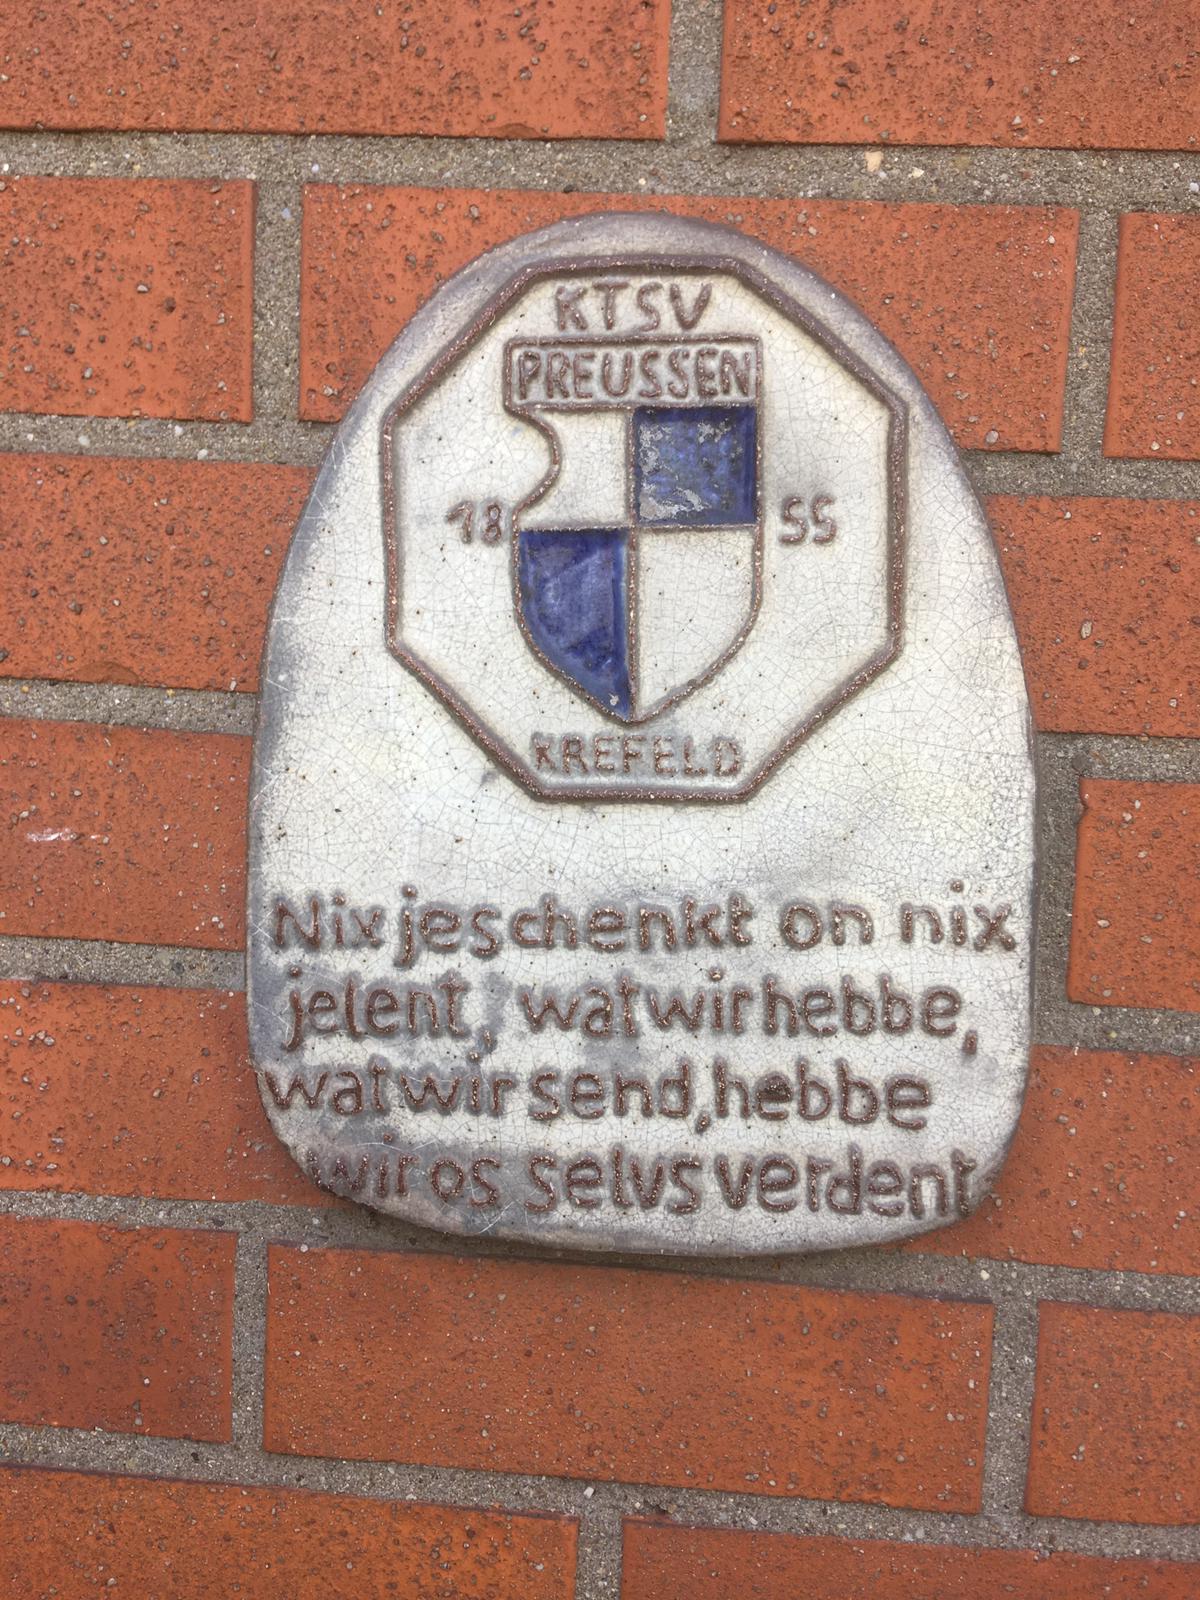 KTSV
PREUSSEN
18 55
KREFELD
Nix jeschenkt on nix
jelent, wat wir hebbe,
wat wir send, hebbe
wir os selvs verdent